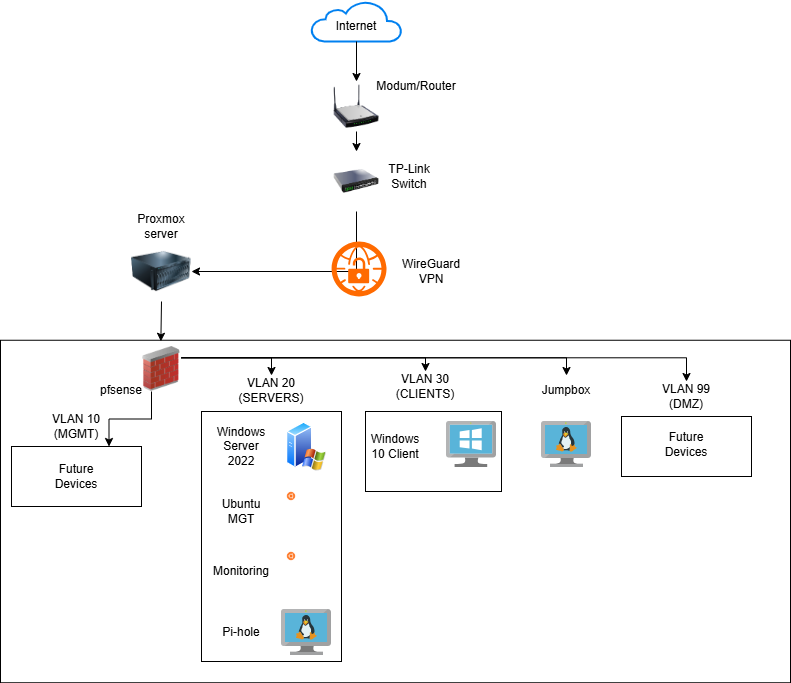 Internet
Modum/Router
TP-Link
Switch
Proxmox
server
WireGuard
VPN
pfsense
VLAN 10
(MGMT)
Future
Devices
VLAN 20
(SERVERS)
Windows
Server
2022
Ubuntu
MGT
Monitoring
Pi-hole
VLAN 30
(CLIENTS)
Windows
10 Client
Jumpbox
VLAN 99
(DMZ)
Future
Devices